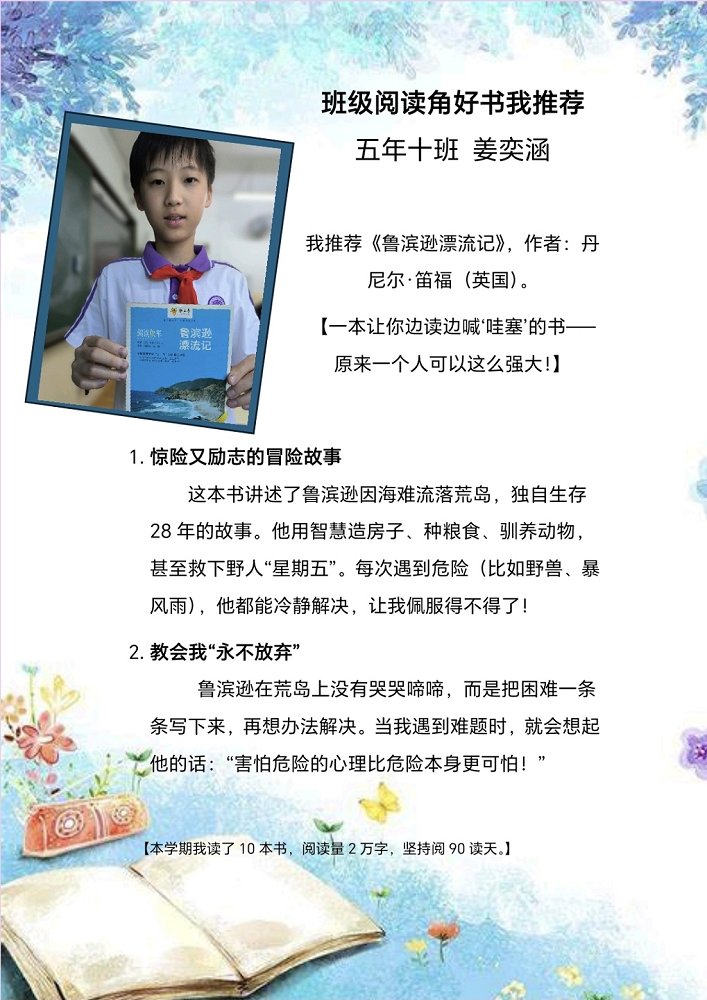 班级阅读角好书我推荐
五年十班 姜奕涵
我推荐《鲁滨逊漂流记》，作者：丹
尼尔·笛福（英国）。
【一本让你边读边喊‘哇塞’的书——
原来一个人可以这么强大！】
鲁滨逊
漂流记
1. 惊险又励志的冒险故事
这本书讲述了鲁滨逊因海难流落荒岛，独自生存
28 年的故事。他用智慧造房子、种粮食、驯养动物，
甚至救下野人“星期五”。每次遇到危险（比如野兽、暴
风雨），他都能冷静解决，让我佩服得不得了！
2. 教会我“永不放弃”
鲁滨逊在荒岛上没有哭哭啼啼，而是把困难一条
条写下来，再想办法解决。当我遇到难题时，就会想起
他的话：“害怕危险的心理比危险本身更可怕！”
【本学期我读了 10 本书，阅读量 2 万字，坚持阅 90 读天。】